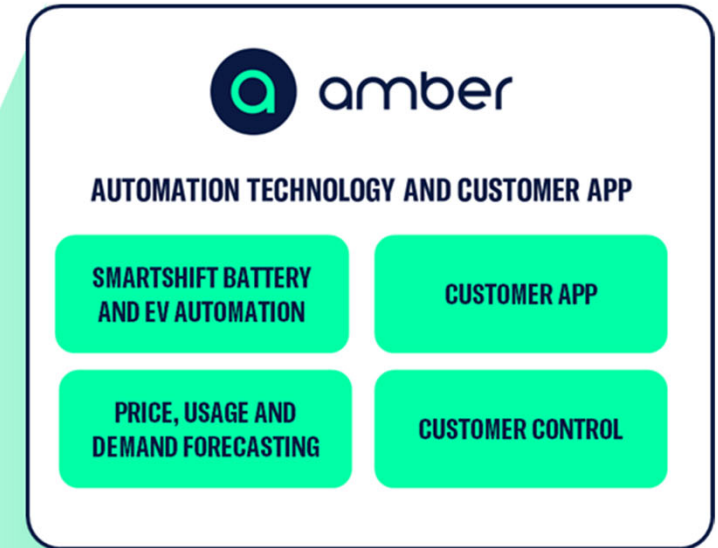 a amber
AUTOMATION TECHNOLOGY AND CUSTOMER APP
SMARTSHIFT BATTERY
AND EV AUTOMATION
CUSTOMER APP
PRICE, USAGE AND
DEMAND FORECASTING
CUSTOMER CONTROL